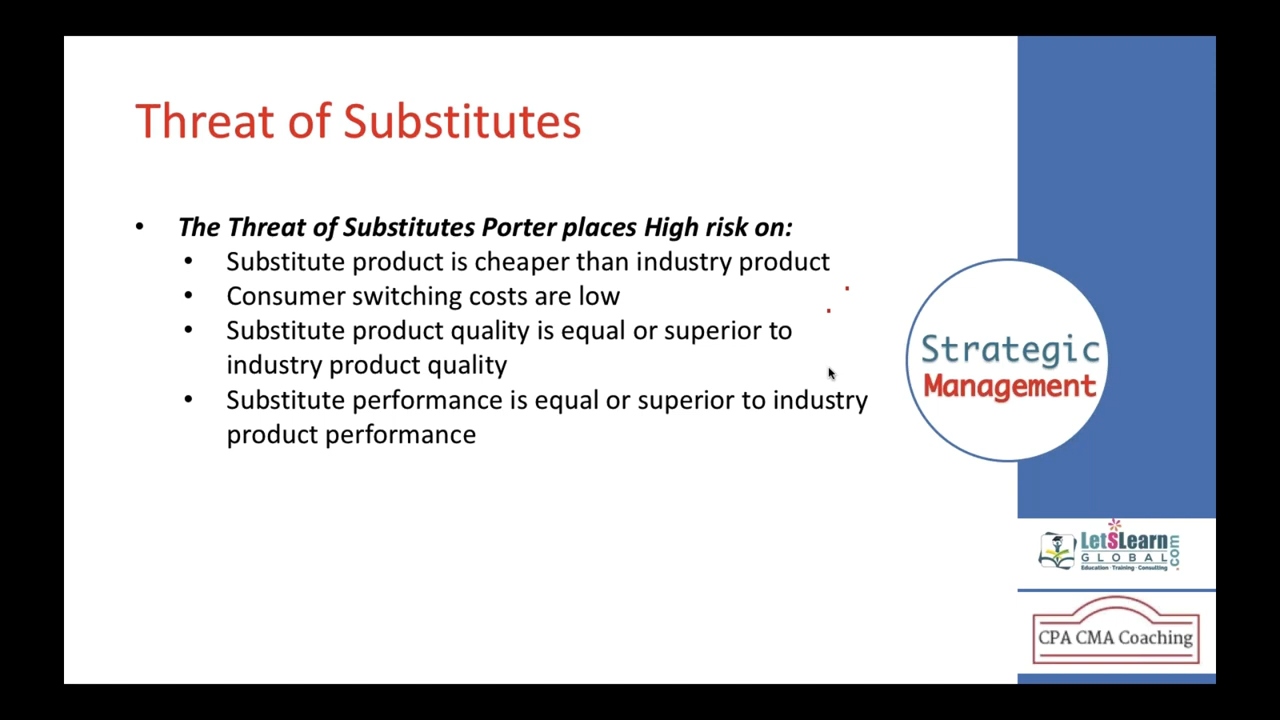 Threat of Substitutes
• The Threat of Substitutes Porter places High risk on:
• Substitute product is cheaper than industry product
• Consumer switching costs are low
• Substitute product quality is equal or superior to
industry product quality
• Substitute performance is equal or superior to industry
product performance
Strategic
Management
LetSLearn.com
GLOBAL
Education · Training · Consulting
CPA CMA Coaching